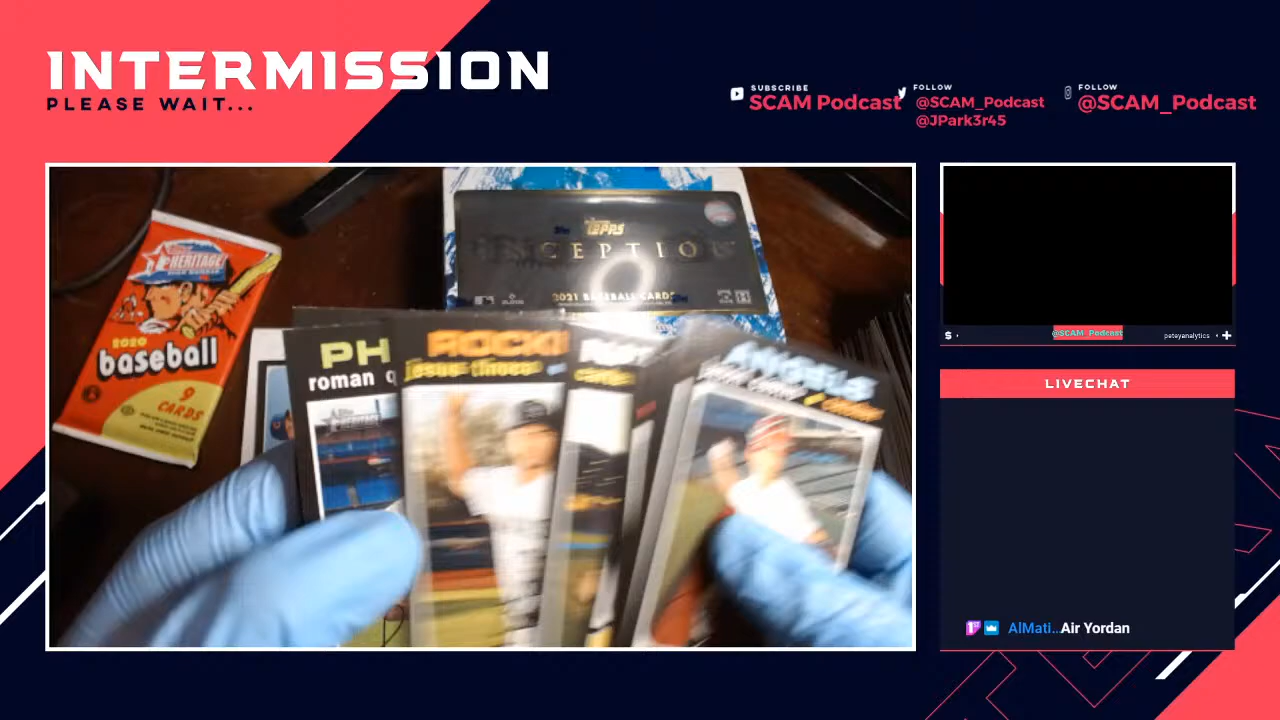 INTERMISSION
PLEASE WAIT...
SUBSCRIBE
SCAM Podcast
FOLLOW
@SCAM_Podcast
@JPark3r45
FOLLOW
@SCAM_Podcast
HERITAGE
2020
baseball
9
CARDS
TOPPS
INCEPTION
2021 BASEBALL CARDS
PH
roman q
ROCKI
jesus tinoco
ANGELS
$
@SCAM_Podcast
peteyanalytics
LIVECHAT
AlMati.. Air Yordan